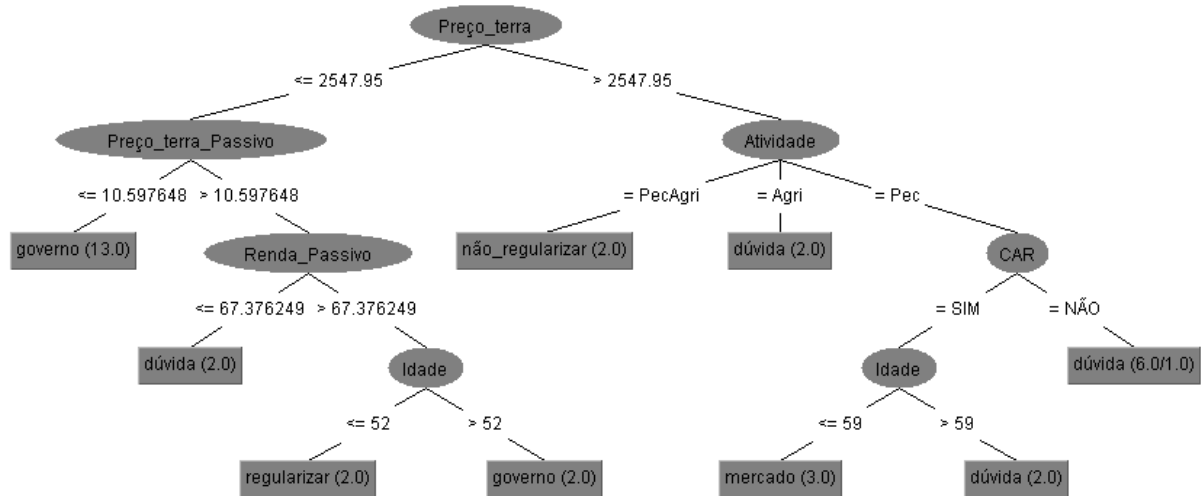 Preço_terra
<= 2547.95
> 2547.95
Preço_terra_Passivo
Atividade
<= 10.597648
> 10.597648
= PecAgri
= Agri
= Pec
governo (13.0)
Renda_Passivo
não_regularizar (2.0)
dúvida (2.0)
CAR
<= 67.376249
> 67.376249
= SIM
= NÃO
dúvida (2.0)
Idade
Idade
dúvida (6.0/1.0)
<= 52
> 52
<= 59
> 59
regularizar (2.0)
governo (2.0)
mercado (3.0)
dúvida (2.0)